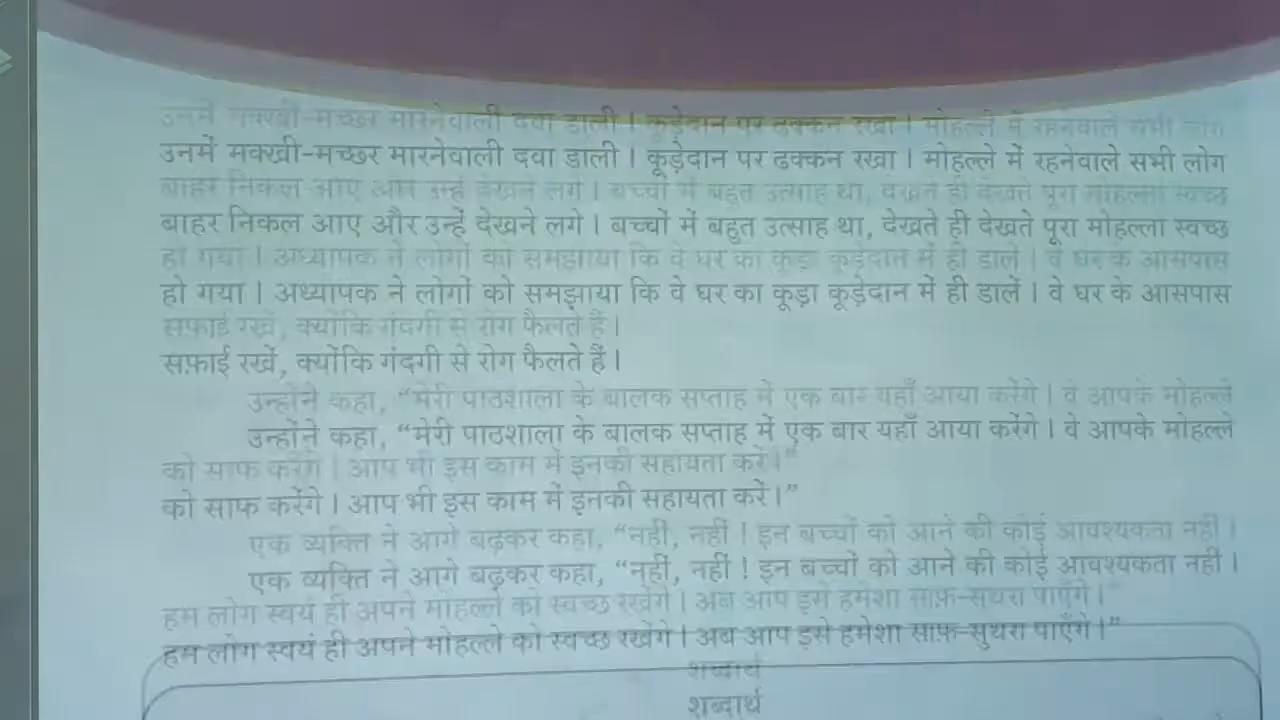 उनमें मक्खी-मच्छर मारनेवाली दवा डाली । कूड़ेदान पर ढक्कन रखा । मोहल्ले में रहनेवाले सभी लोग
बाहर निकल आए और उन्हें देखने लगे । बच्चों में बहुत उत्साह था, देखते ही देखते पूरा मोहल्ला स्वच्छ
हो गया । अध्यापक ने लोगों को समझाया कि वे घर का कूड़ा कूड़ेदान में ही डालें । वे घर के आसपास
सफ़ाई रखें, क्योंकि गंदगी से रोग फैलते हैं ।
उन्होंने कहा, “मेरी पाठशाला के बालक सप्ताह में एक बार यहाँ आया करेंगे । वे आपके मोहल्ले
को साफ करेंगे । आप भी इस काम में इनकी सहायता करें ।”
एक व्यक्ति ने आगे बढ़कर कहा, “नहीं, नहीं ! इन बच्चों को आने की कोई आवश्यकता नहीं ।
हम लोग स्वयं ही अपने मोहल्ले को स्वच्छ रखेंगे । अब आप इसे हमेशा साफ़-सुथरा पाएँगे ।”
शब्दार्थ